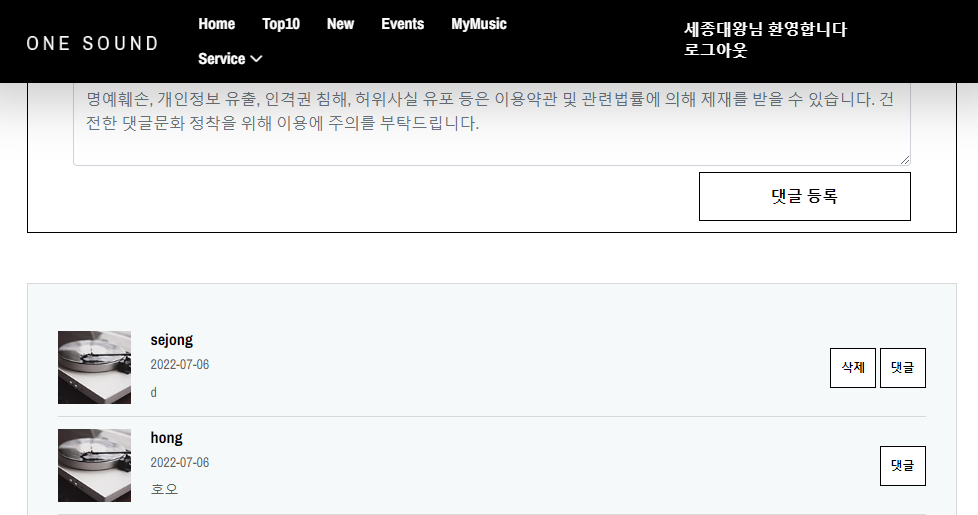 ONE SOUND
Home Top10 New Events MyMusic
Service
세종대왕님 환영합니다
로그아웃
명예훼손, 개인정보 유출, 인격권 침해, 허위사실 유포 등은 이용약관 및 관련법률에 의해 제재를 받을 수 있습니다. 건
전한 댓글문화 정착을 위해 이용에 주의를 부탁드립니다.
댓글 등록
sejong
2022-07-06
d
삭제 댓글
hong
2022-07-06
호오
댓글